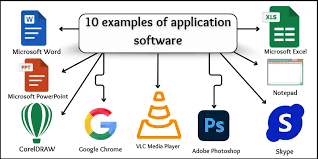 10 examples of application
software
W
Microsoft Word
XLS
Microsoft Excel
PPT
Microsoft PowerPoint
Notepad
CorelDRAW
Google Chrome
VLC Media Player
Ps
Adobe Photoshop
S
Skype